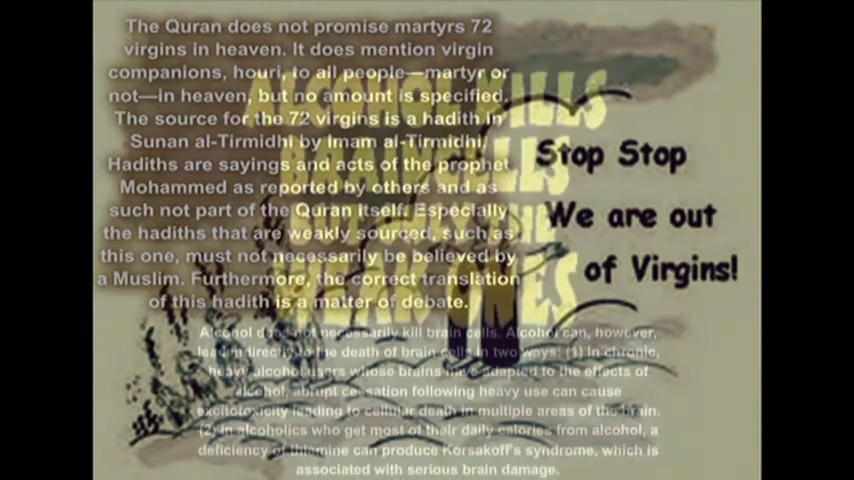 The Quran does not promise martyrs 72
virgins in heaven. It does mention virgin
companions, houri, to all people—martyr or
not—in heaven, but no amount is specified.
The source for the 72 virgins is a hadith in
Sunan al-Tirmidhi by Imam al-Tirmidhi.
Hadiths are sayings and acts of the prophet
Mohammed as reported by others and as
such not part of the Quran itself. Especially
the hadiths that are weakly sourced, such as
this one, must not necessarily be believed by
a Muslim. Furthermore, the correct translation
of this hadith is a matter of debate.
ALCOHOL KILLS
BRAIN CELLS
BUT ONLY THE
WEAK ONES
Stop Stop
We are out
of Virgins!
Alcohol does not necessarily kill brain cells. Alcohol can, however,
lead indirectly to the death of brain cells in two ways: (1) In chronic,
heavy alcohol users whose brains have adapted to the effects of
alcohol, abrupt cessation following heavy use can cause
excitotoxicity leading to cellular death in multiple areas of the brain.
(2) In alcoholics who get most of their daily calories from alcohol, a
deficiency of thiamine can produce Korsakoff's syndrome, which is
associated with serious brain damage.